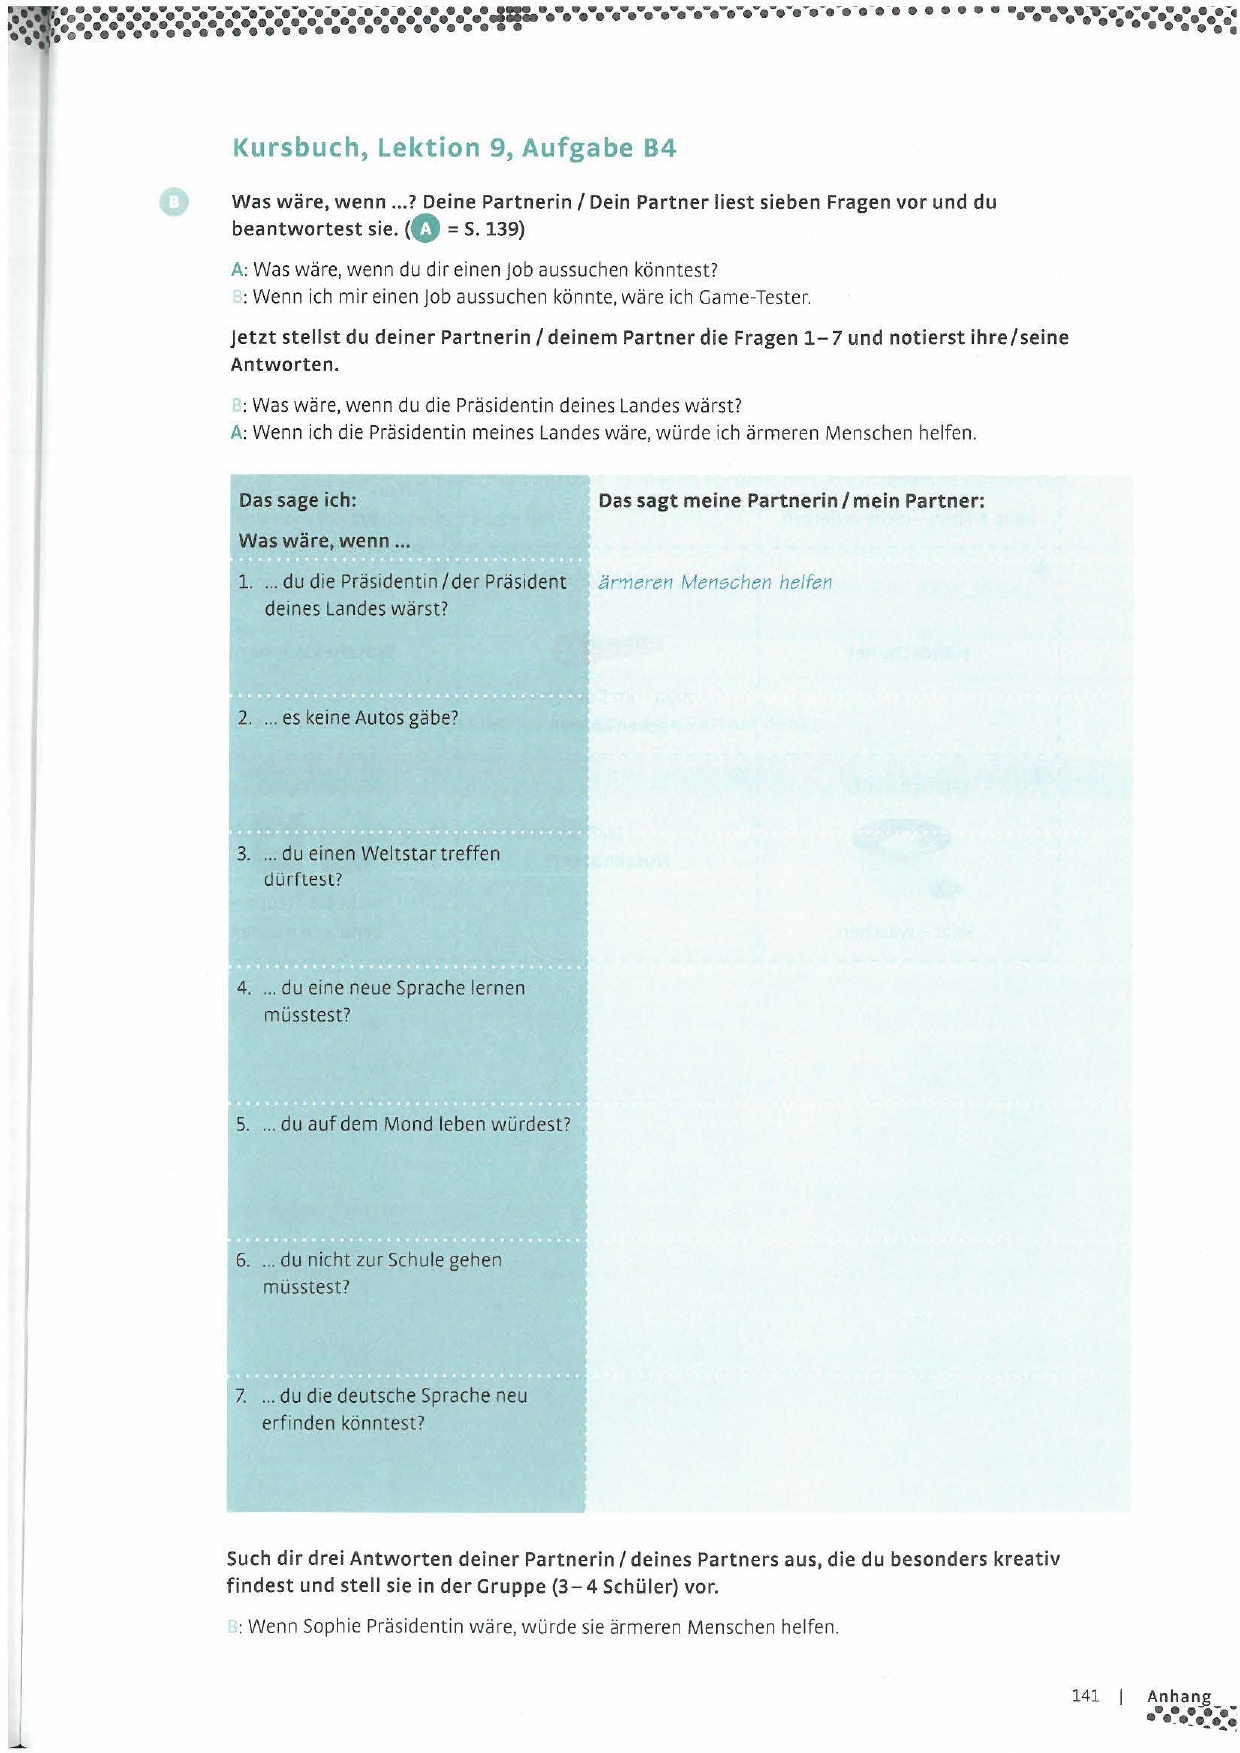 Kursbuch, Lektion 9, Aufgabe B4
B
Was wäre, wenn ...? Deine Partnerin / Dein Partner liest sieben Fragen vor und du
beantwortest sie. (A = S. 139)
A: Was wäre, wenn du dir einen Job aussuchen könntest?
B: Wenn ich mir einen Job aussuchen könnte, wäre ich Game-Tester.
Jetzt stellst du deiner Partnerin / deinem Partner die Fragen 1–7 und notierst ihre/seine
Antworten.
B: Was wäre, wenn du die Präsidentin deines Landes wärst?
A: Wenn ich die Präsidentin meines Landes wäre, würde ich ärmeren Menschen helfen.
Das sage ich:
Das sagt meine Partnerin / mein Partner:
Was wäre, wenn ...
1. ... du die Präsidentin / der Präsident
deines Landes wärst?
ärmeren Menschen helfen
2. ... es keine Autos gäbe?
3. ... du einen Weltstar treffen
dürftest?
4. ... du eine neue Sprache lernen
müsstest?
5. ... du auf dem Mond leben würdest?
6. ... du nicht zur Schule gehen
müsstest?
7. ... du die deutsche Sprache neu
erfinden könntest?
Such dir drei Antworten deiner Partnerin / deines Partners aus, die du besonders kreativ
findest und stell sie in der Gruppe (3–4 Schüler) vor.
B: Wenn Sophie Präsidentin wäre, würde sie ärmeren Menschen helfen.
141 | Anhang